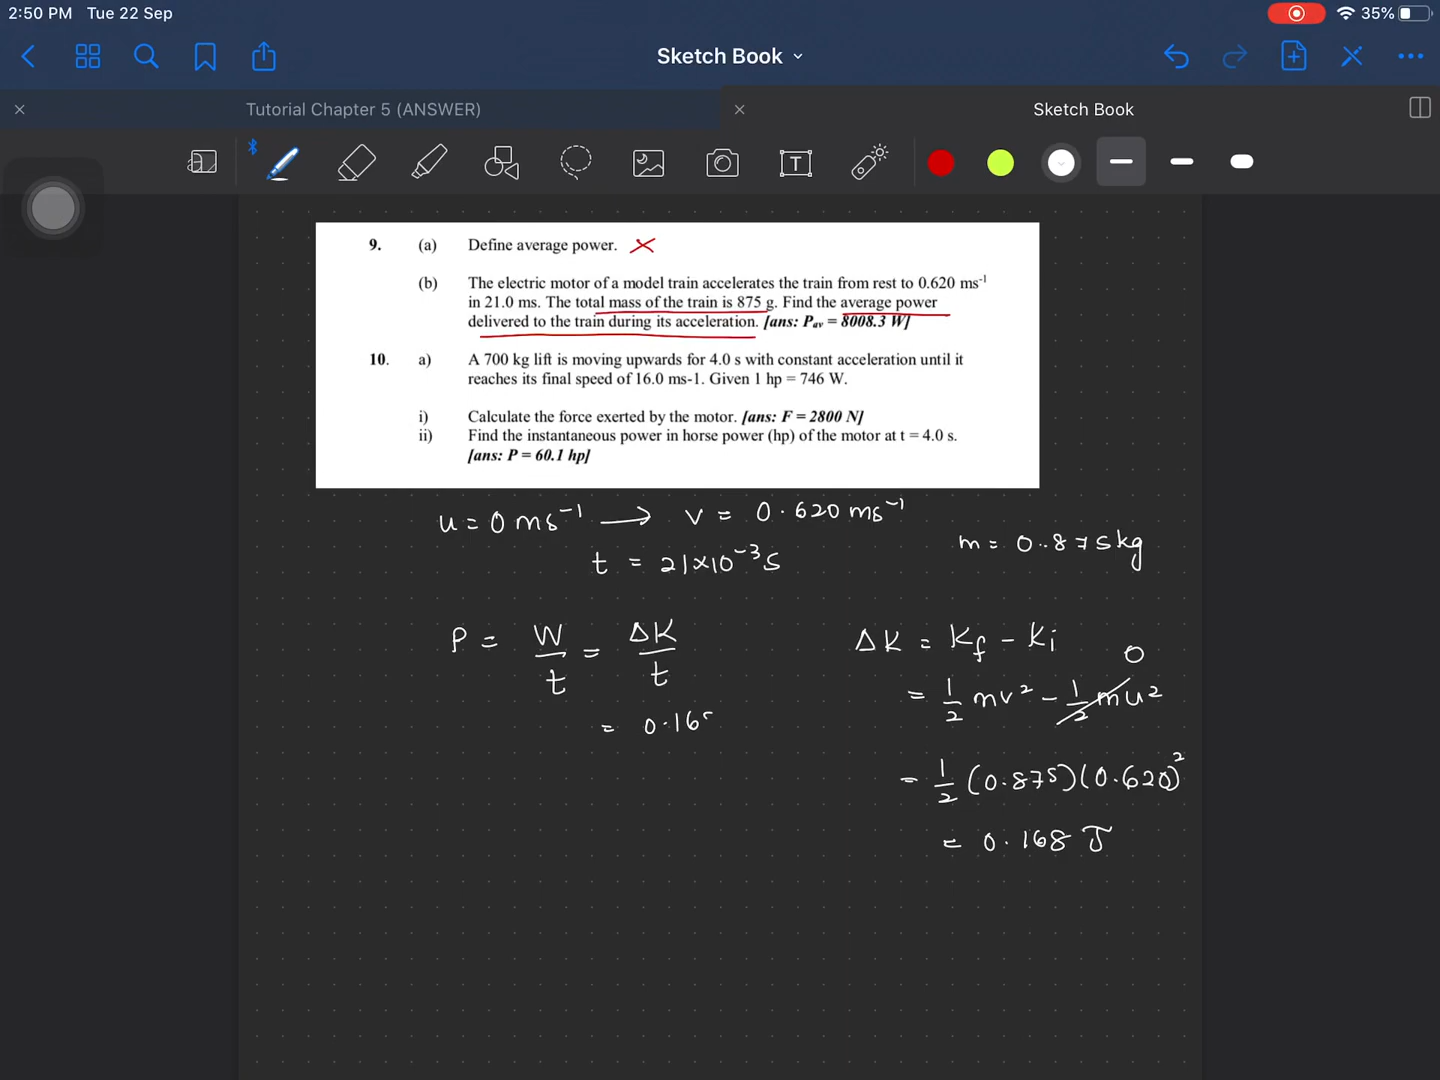 2:50 PM Tue 22 Sep
35%
Sketch Book
Tutorial Chapter 5 (ANSWER)
Sketch Book
T
9. (a) Define average power.
(b) The electric motor of a model train accelerates the train from rest to 0.620 ms⁻¹
in 21.0 ms. The total mass of the train is 875 g. Find the average power
delivered to the train during its acceleration. [ans: Pav = 8008.3 W]
10. a) A 700 kg lift is moving upwards for 4.0 s with constant acceleration until it
reaches its final speed of 16.0 ms-1. Given 1 hp = 746 W.
i) Calculate the force exerted by the motor. [ans: F = 2800 N]
ii) Find the instantaneous power in horse power (hp) of the motor at t = 4.0 s.
[ans: P = 60.1 hp]
u = 0 ms⁻¹ → v = 0.620 ms⁻¹
m = 0.875 kg
t = 21×10⁻³ s
P = W/t = ΔK/t
= 0.16
ΔK = Kf - Ki
0
= 1/2 mv² - 1/2 mu²
= 1/2 (0.875)(0.620)²
= 0.168 J